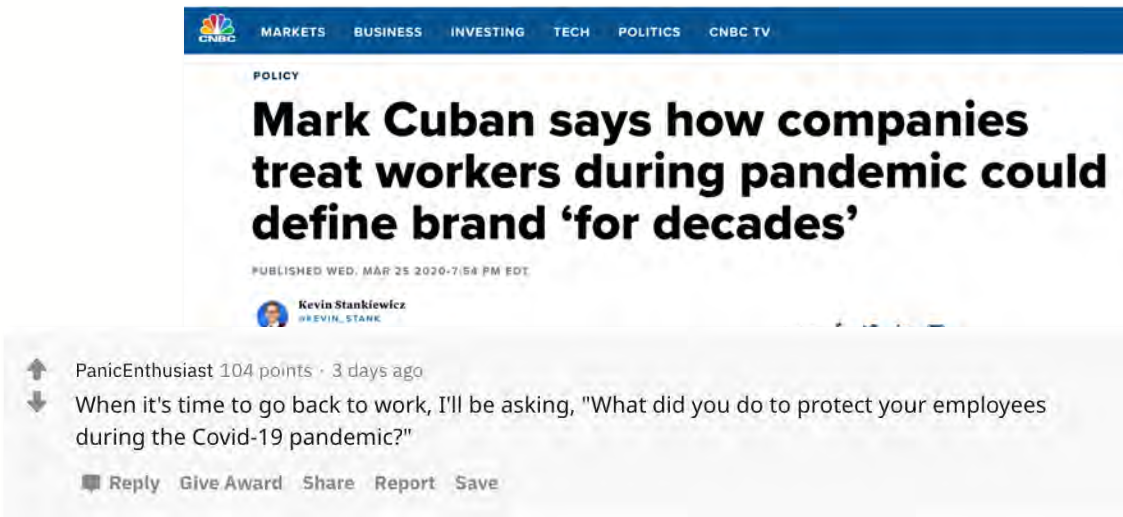 CNBC MARKETS BUSINESS INVESTING TECH POLITICS CNBC TV
POLICY
Mark Cuban says how companies
treat workers during pandemic could
define brand ‘for decades’
PUBLISHED WED, MAR 25 2020-7:54 PM EDT
Kevin Stankiewicz
@KEVIN_STANK
PanicEnthusiast 104 points · 3 days ago
When it's time to go back to work, I'll be asking, "What did you do to protect your employees
during the Covid-19 pandemic?"
Reply Give Award Share Report Save